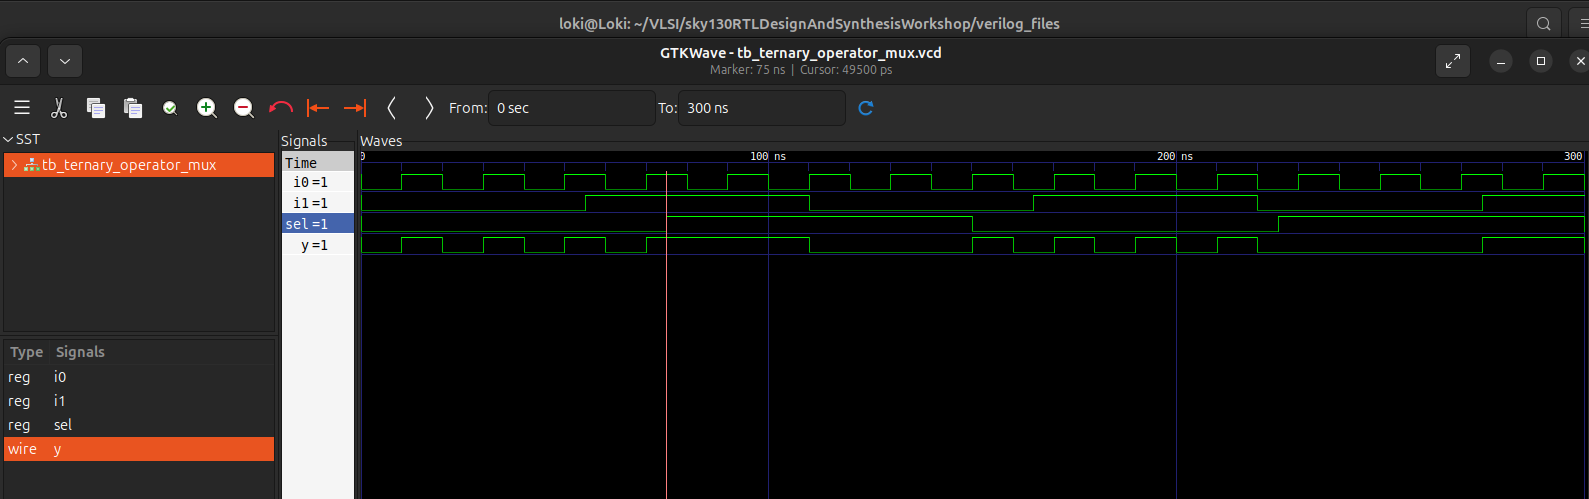 loki@Loki: ~/VLSI/sky130RTLDesignAndSynthesisWorkshop/verilog_files
GTKWave - tb_ternary_operator_mux.vcd
Marker: 75 ns | Cursor: 49500 ps
From: 0 sec To: 300 ns
SST
tb_ternary_operator_mux
Type Signals
reg i0
reg i1
reg sel
wire y
Signals
Time
i0 =1
i1 =1
sel =1
y =1
Waves
0 100 ns 200 ns 300